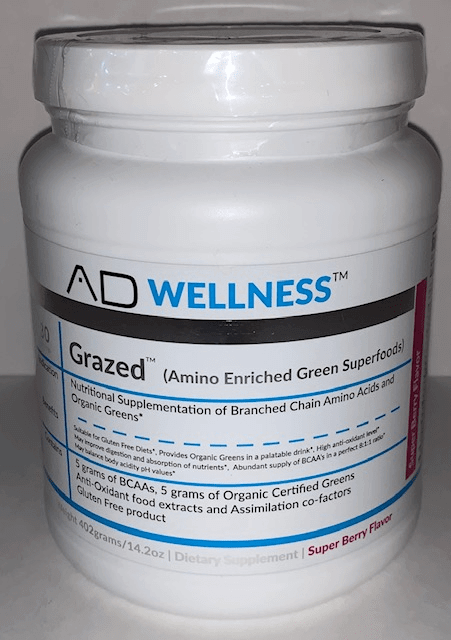 AD WELLNESS™
Grazed™ (Amino Enriched Green Superfoods)
Nutritional Supplementation of Branched Chain Amino Acids and
Organic Greens*
Suitable for Gluten Free Diets*, Provides Organic Greens in a palatable drink*, High anti-oxidant level*
May improve digestion and absorption of nutrients*, Abundant supply of BCAA's in a perfect 8:1:1 ratio*
May balance body acidity pH values*
5 grams of BCAAs, 5 grams of Organic Certified Greens
Anti-Oxidant food extracts and Assimilation co-factors
Gluten Free product
402grams/14.2oz | Dietary Supplement | Super Berry Flavor
Super Berry Flavor